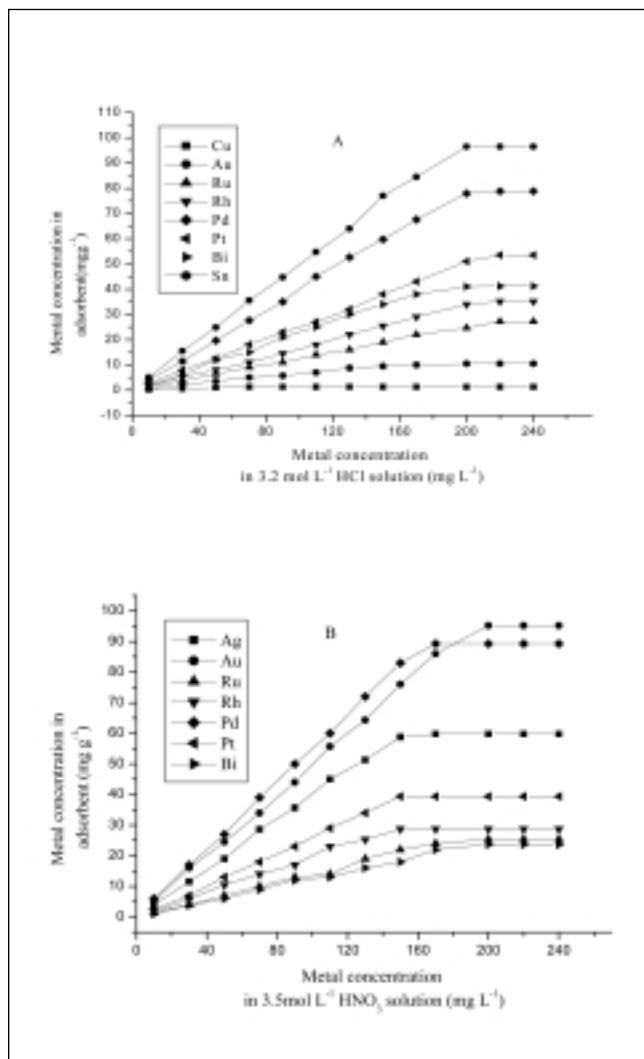 A
110
100
90
80
70
60
50
40
30
20
10
0
-10
Cu
Au
Ru
Rh
Pd
Pt
Bi
Sn
Mental concentration in
adsorbent(mgg⁻¹)
0 40 80 120 160 200 240
Metal concentration
in 3.2 mol L⁻¹ HCl solution (mg L⁻¹)
B
100
90
80
70
60
50
40
30
20
10
0
Ag
Au
Ru
Rh
Pd
Pt
Bi
Metal concentration in
adsorbent (mg g⁻¹)
0 40 80 120 160 200 240
Metal concentration
in 3.5mol L⁻¹ HNO₃ solution (mg L⁻¹)